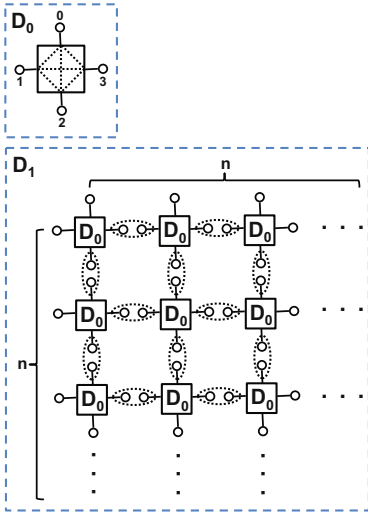 D₀
0
1
3
2
D₁
n
D₀ D₀ D₀ . . .
n
D₀ D₀ D₀ . . .
D₀ D₀ D₀ . . .